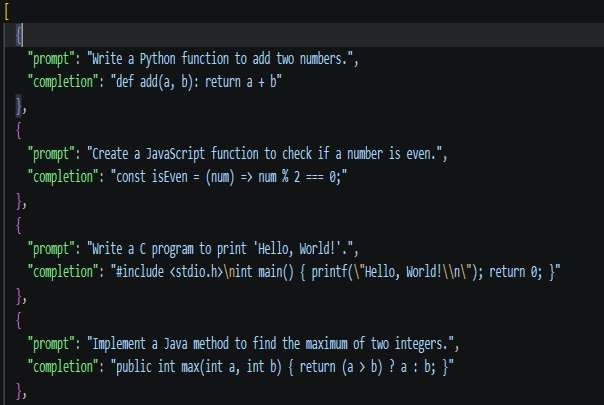 [
{
"prompt": "Write a Python function to add two numbers.",
"completion": "def add(a, b): return a + b"
},
{
"prompt": "Create a JavaScript function to check if a number is even.",
"completion": "const isEven = (num) => num % 2 === 0;"
},
{
"prompt": "Write a C program to print 'Hello, World!'.",
"completion": "#include <stdio.h>\nint main() { printf(\"Hello, World!\\n\"); return 0; }"
},
{
"prompt": "Implement a Java method to find the maximum of two integers.",
"completion": "public int max(int a, int b) { return (a > b) ? a : b; }"
},